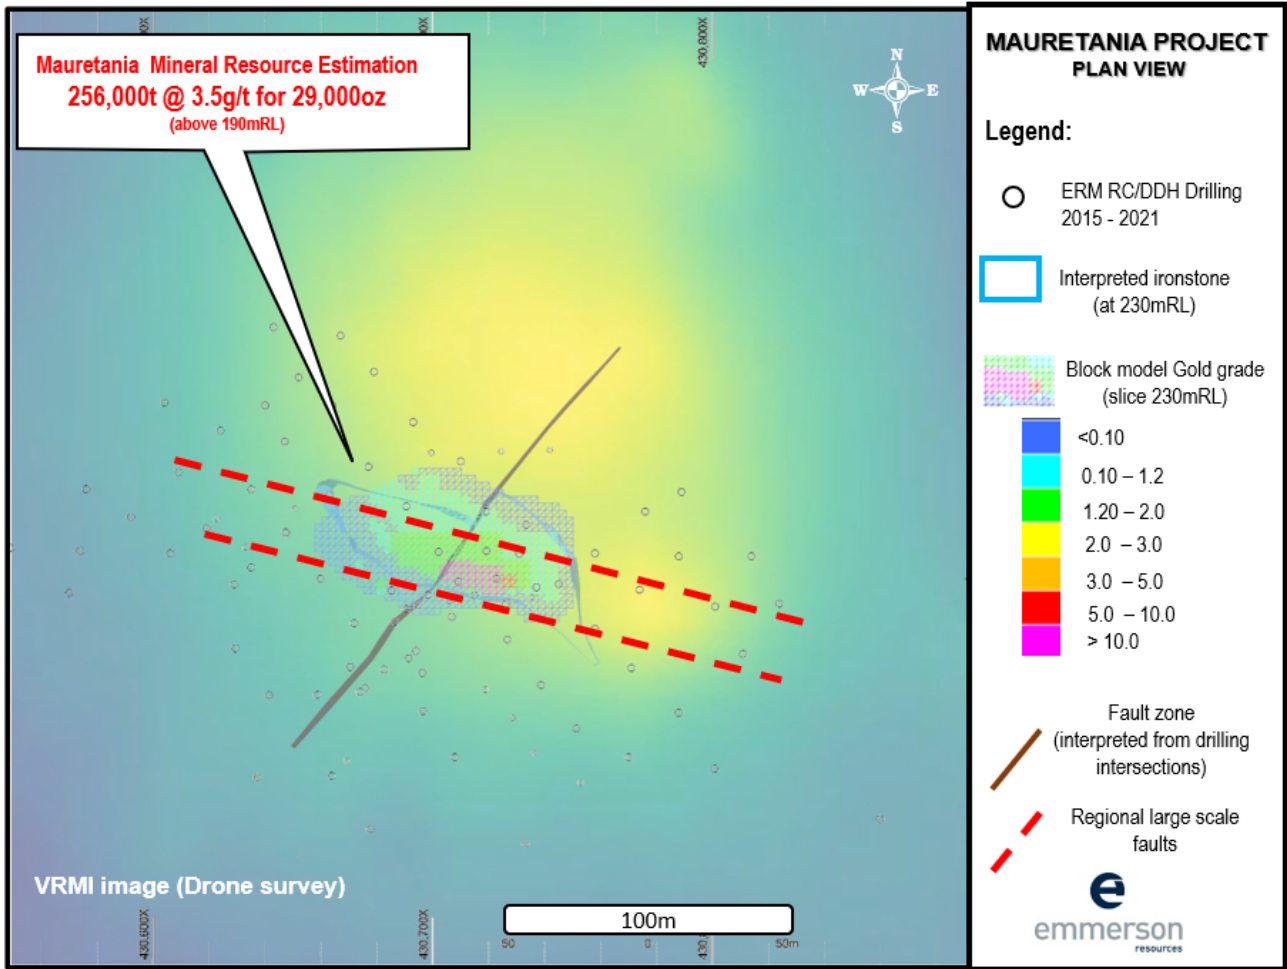 Mauretania Mineral Resource Estimation
256,000t @ 3.5g/t for 29,000oz
(above 190mRL)
430,800X
N
W
E
S
VRMI image (Drone survey)
430,600X
430,700X
100m
50
0
50m
MAURETANIA PROJECT
PLAN VIEW
Legend:
ERM RC/DDH Drilling
2015 - 2021
Interpreted ironstone
(at 230mRL)
Block model Gold grade
(slice 230mRL)
<0.10
0.10 – 1.2
1.20 – 2.0
2.0 – 3.0
3.0 – 5.0
5.0 – 10.0
> 10.0
Fault zone
(interpreted from drilling
intersections)
Regional large scale
faults
e
emmerson
resources